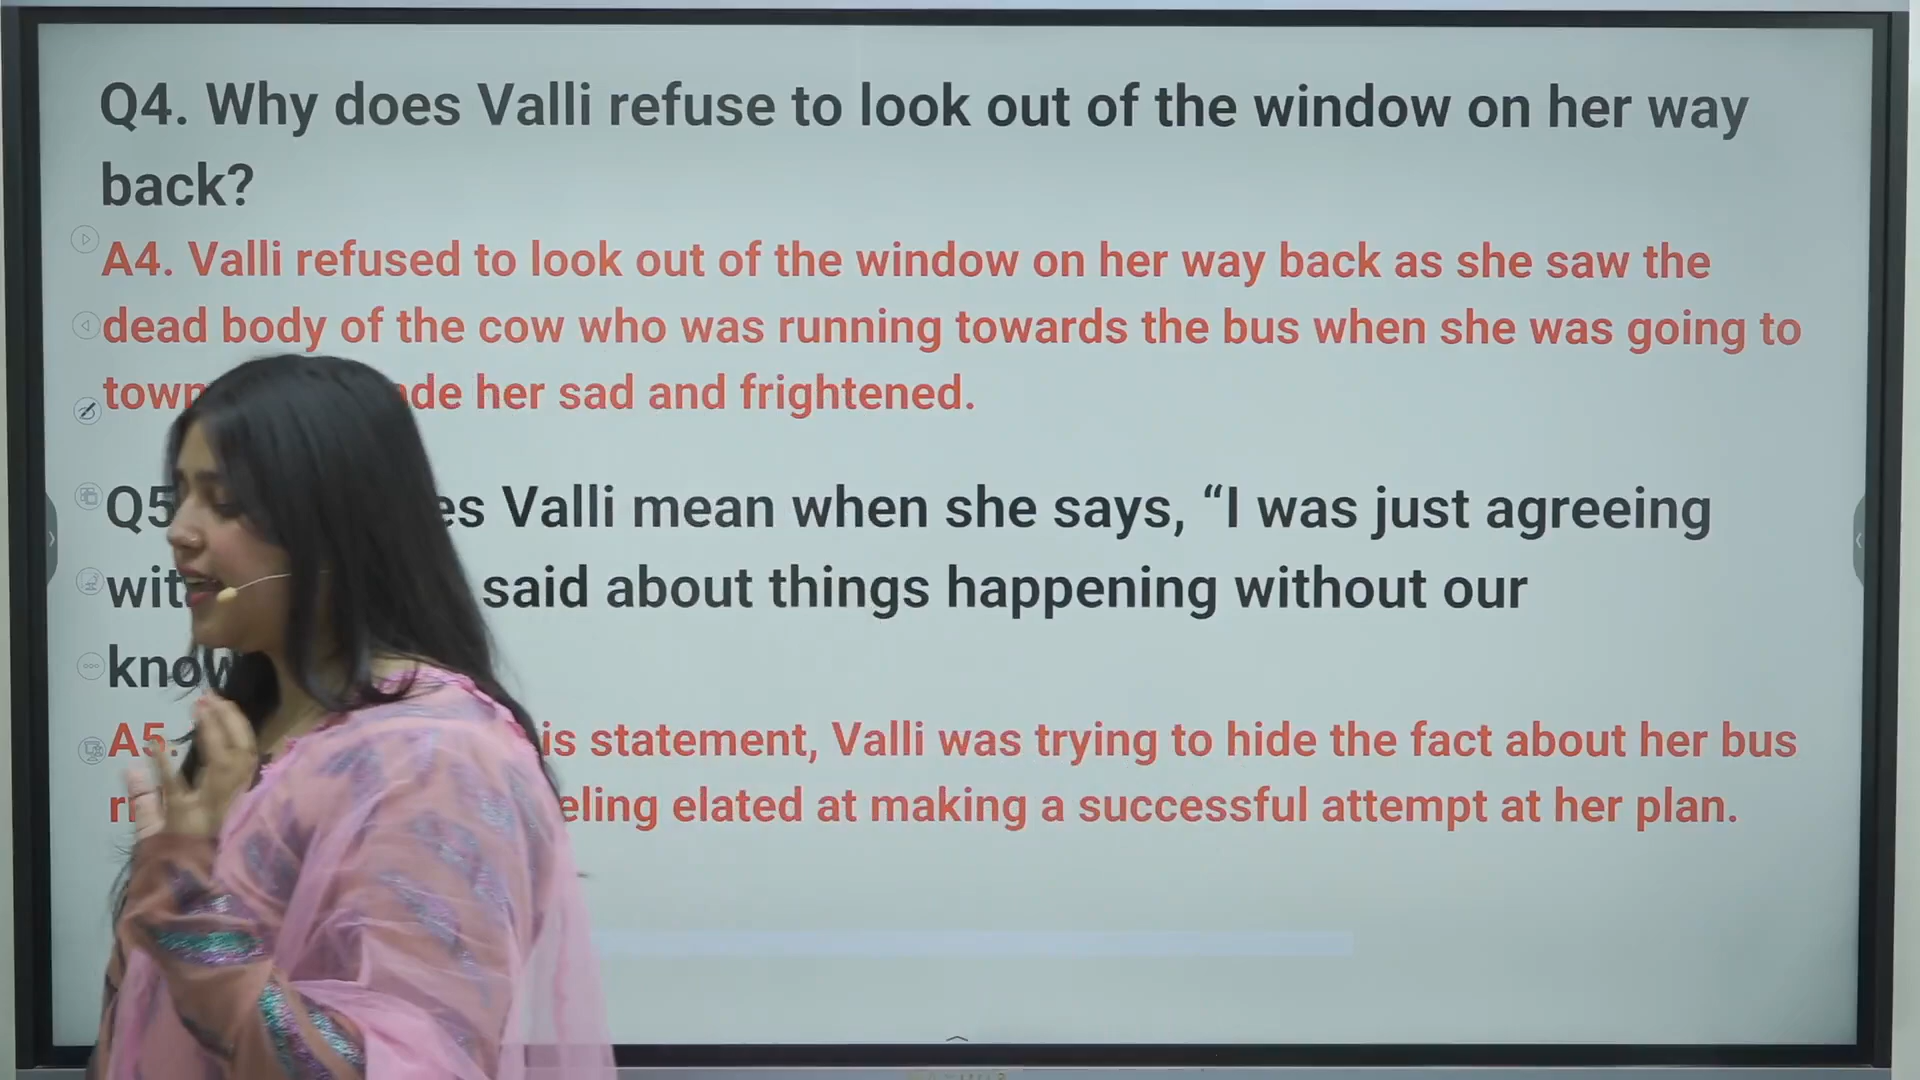 Q4. Why does Valli refuse to look out of the window on her way
back?
A4. Valli refused to look out of the window on her way back as she saw the
dead body of the cow who was running towards the bus when she was going to
her sad and frightened.
Valli mean when she says, “I was just agreeing
said about things happening without our
A5. statement, Valli was trying to hide the fact about her bus
elated at making a successful attempt at her plan.